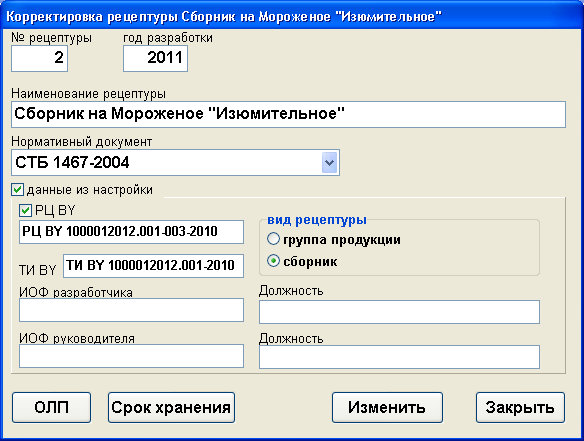 Корректировка рецептуры Сборник на Мороженое "Изюмительное"
№ рецептуры год разработки
2 2011
Наименование рецептуры
Сборник на Мороженое "Изюмительное"
Нормативный документ
СТБ 1467-2004
данные из настройки
РЦ BY
РЦ BY 1000012012.001-003-2010
вид рецептуры
группа продукции
сборник
ТИ BY ТИ BY 1000012012.001-2010
ИОФ разработчика Должность
ИОФ руководителя Должность
ОЛП Срок хранения Изменить Закрыть